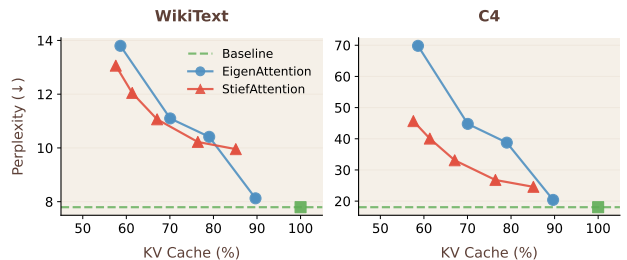 WikiText
C4
Perplexity (↓)
14
12
10
8
Baseline
EigenAttention
StiefAttention
50 60 70 80 90 100
KV Cache (%)
70
60
50
40
30
20
50 60 70 80 90 100
KV Cache (%)